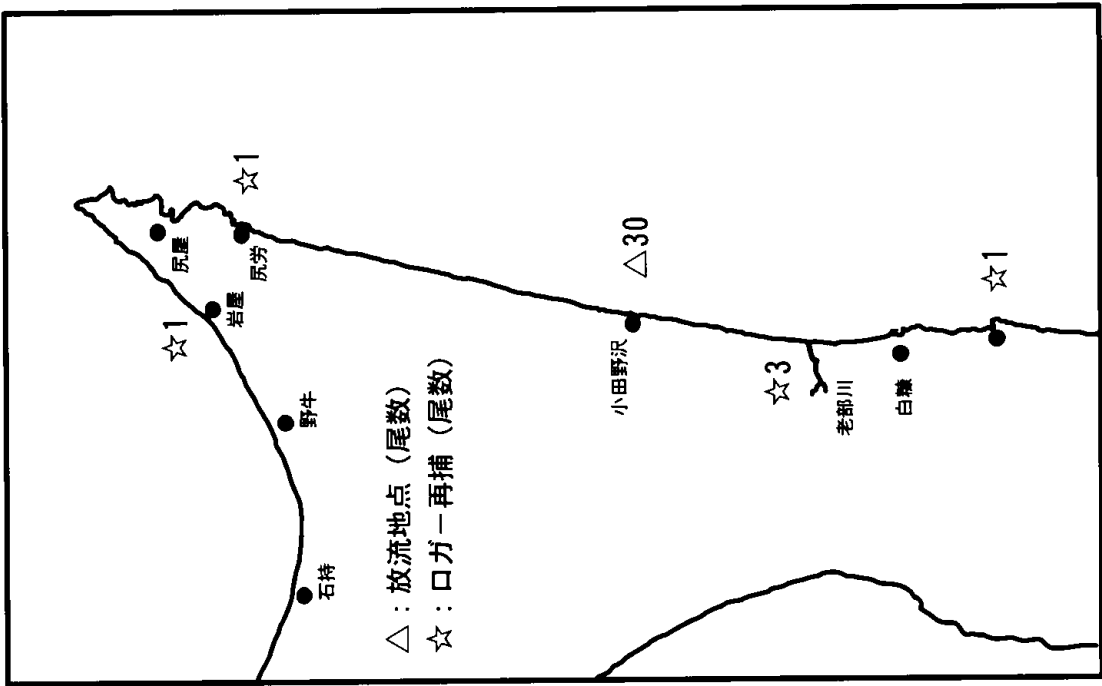 尻屋
☆1
尻労
☆1
岩屋
野牛
石持
△30
小田野沢
☆3
老部川
白糠
☆1
△：放流地点（尾数）
☆：ロガー再捕（尾数）